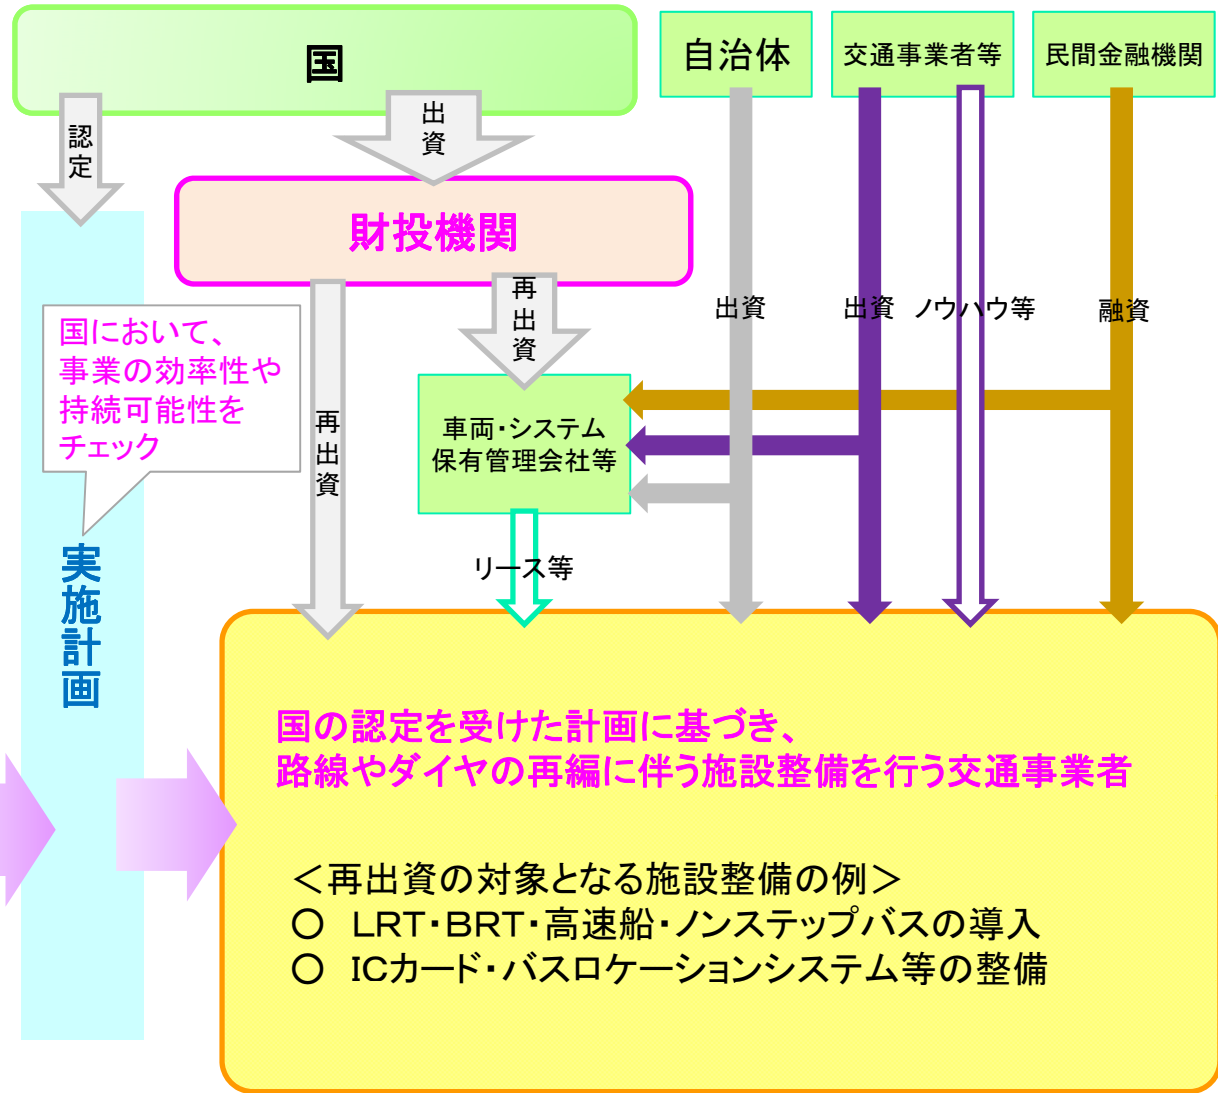 国
自治体
交通事業者等
民間金融機関
認定
出資
財投機関
再出資
出資
出資
ノウハウ等
融資
国において、
事業の効率性や
持続可能性を
チェック
再出資
車両・システム
保有管理会社等
リース等
実施計画
国の認定を受けた計画に基づき、
路線やダイヤの再編に伴う施設整備を行う交通事業者
＜再出資の対象となる施設整備の例＞
○ LRT・BRT・高速船・ノンステップバスの導入
○ ICカード・バスロケーションシステム等の整備